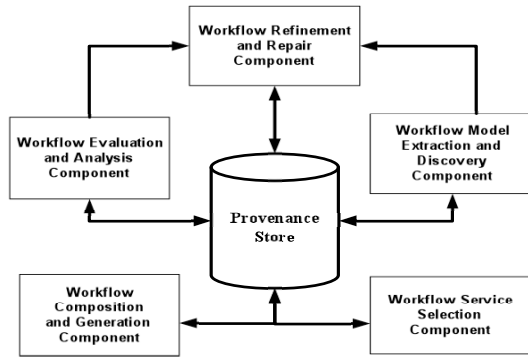 Workflow Refinement
and Repair
Component
Workflow Evaluation
and Analysis
Component
Workflow Model
Extraction and
Discovery
Component
Provenance
Store
Workflow
Composition
and Generation
Component
Workflow Service
Selection
Component